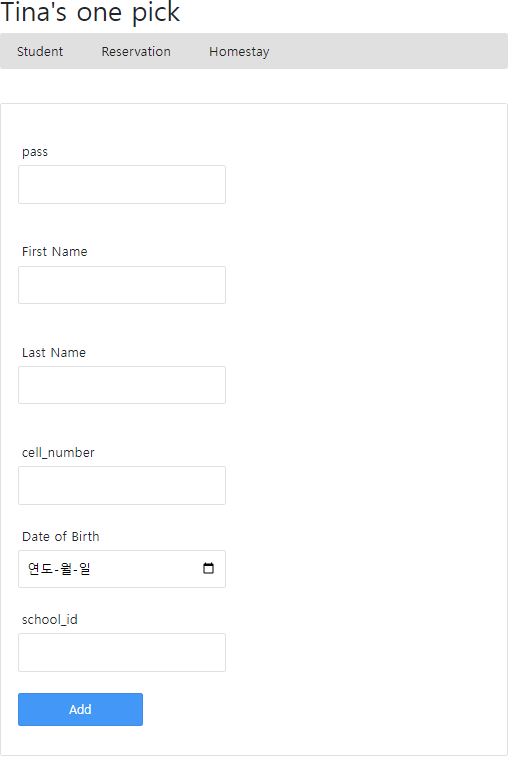 Tina's one pick
Student Reservation Homestay
pass
First Name
Last Name
cell_number
Date of Birth
연도-월-일
school_id
Add